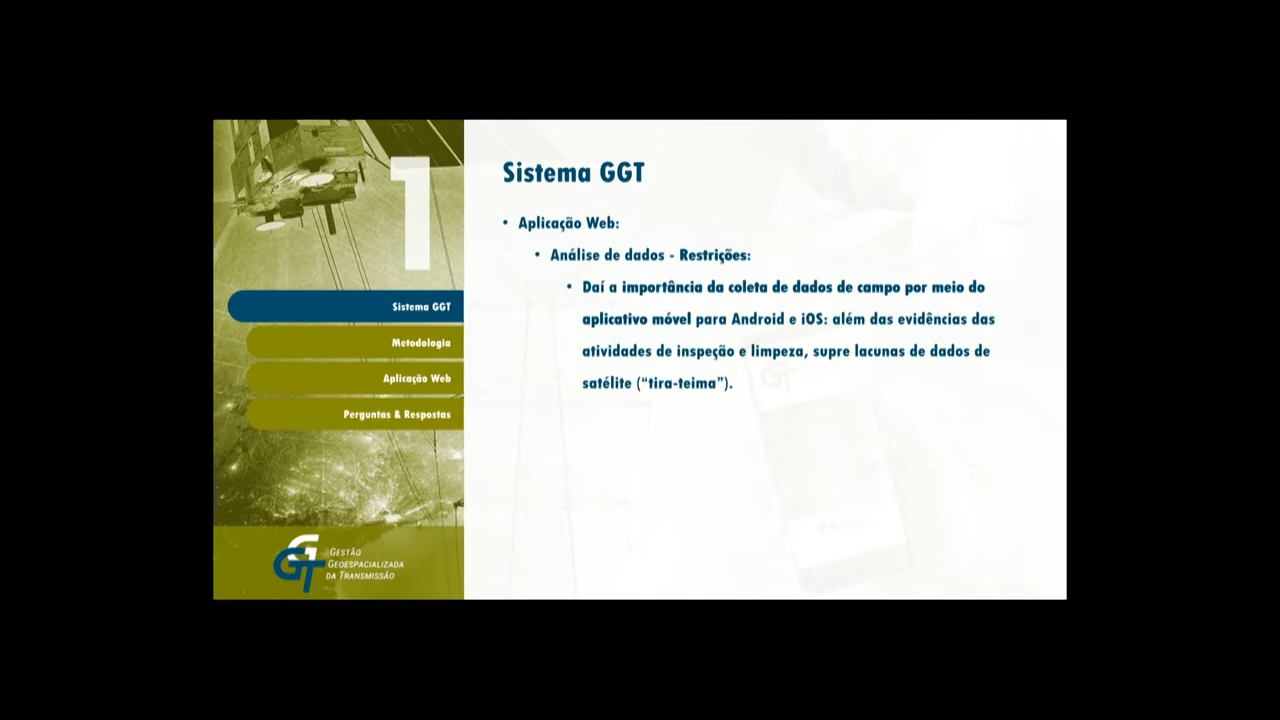 1
Sistema GGT
Metodologia
Aplicação Web
Perguntas & Respostas
GGT
GESTÃO
GEOESPACIALIZADA
DA TRANSMISSÃO
Sistema GGT
• Aplicação Web:
• Análise de dados - Restrições:
• Daí a importância da coleta de dados de campo por meio do
aplicativo móvel para Android e iOS: além das evidências das
atividades de inspeção e limpeza, supre lacunas de dados de
satélite (“tira-teima”).